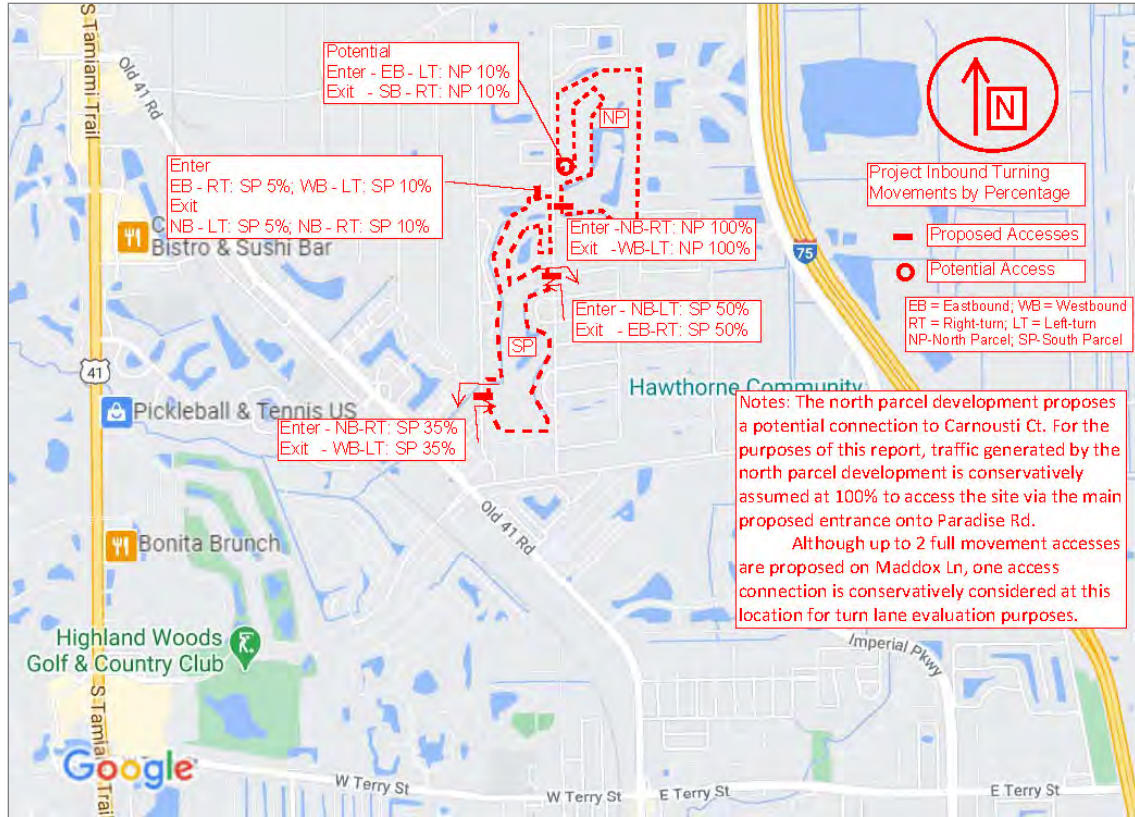 S Tamiami Trail
Old 41 Rd
Potential
Enter - EB - LT: NP 10%
Exit - SB - RT: NP 10%
NP
N
Project Inbound Turning
Movements by Percentage
Proposed Accesses
Potential Access
EB = Eastbound; WB = Westbound
RT = Right-turn; LT = Left-turn
NP-North Parcel; SP-South Parcel
75
Enter
EB - RT: SP 5%; WB - LT: SP 10%
Exit
NB - LT: SP 5%; NB - RT: SP 10%
C
Bistro & Sushi Bar
Enter -NB-RT: NP 100%
Exit -WB-LT: NP 100%
Enter - NB-LT: SP 50%
Exit - EB-RT: SP 50%
SP
41
Pickleball & Tennis US
Hawthorne Community
Enter - NB-RT: SP 35%
Exit - WB-LT: SP 35%
Notes: The north parcel development proposes
a potential connection to Carnousti Ct. For the
purposes of this report, traffic generated by the
north parcel development is conservatively
assumed at 100% to access the site via the main
proposed entrance onto Paradise Rd.
Although up to 2 full movement accesses
are proposed on Maddox Ln, one access
connection is conservatively considered at this
location for turn lane evaluation purposes.
Old 41 Rd
Bonita Brunch
Highland Woods
Golf & Country Club
Imperial Pkwy
S Tamiami Trail
Google
W Terry St
W Terry St
E Terry St
E Terry St